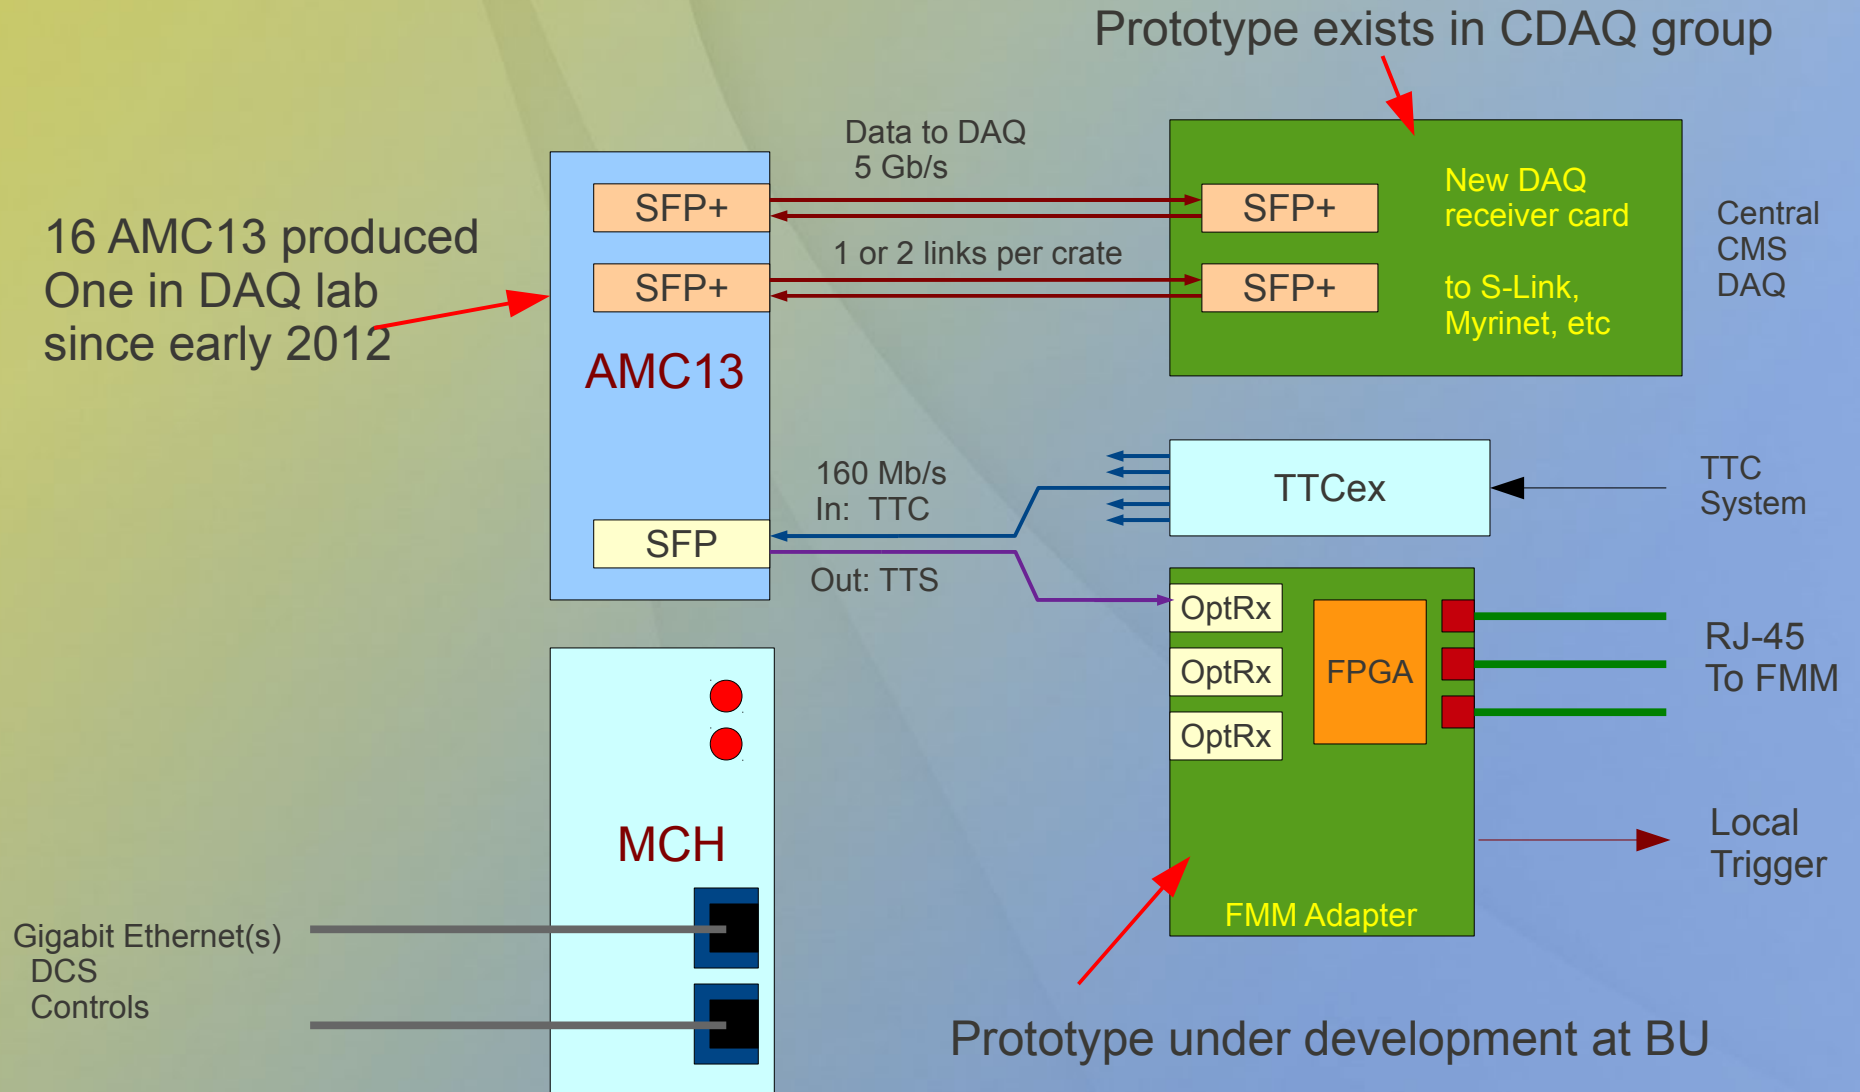 Prototype exists in CDAQ group
Data to DAQ
5 Gb/s
16 AMC13 produced
One in DAQ lab
since early 2012
SFP+
SFP+
1 or 2 links per crate
SFP+
SFP+
AMC13
New DAQ
receiver card
to S-Link,
Myrinet, etc
Central
CMS
DAQ
160 Mb/s
In: TTC
SFP
Out: TTS
TTCex
TTC
System
OptRx
OptRx
OptRx
FPGA
RJ-45
To FMM
FMM Adapter
Local
Trigger
MCH
Gigabit Ethernet(s)
DCS
Controls
Prototype under development at BU